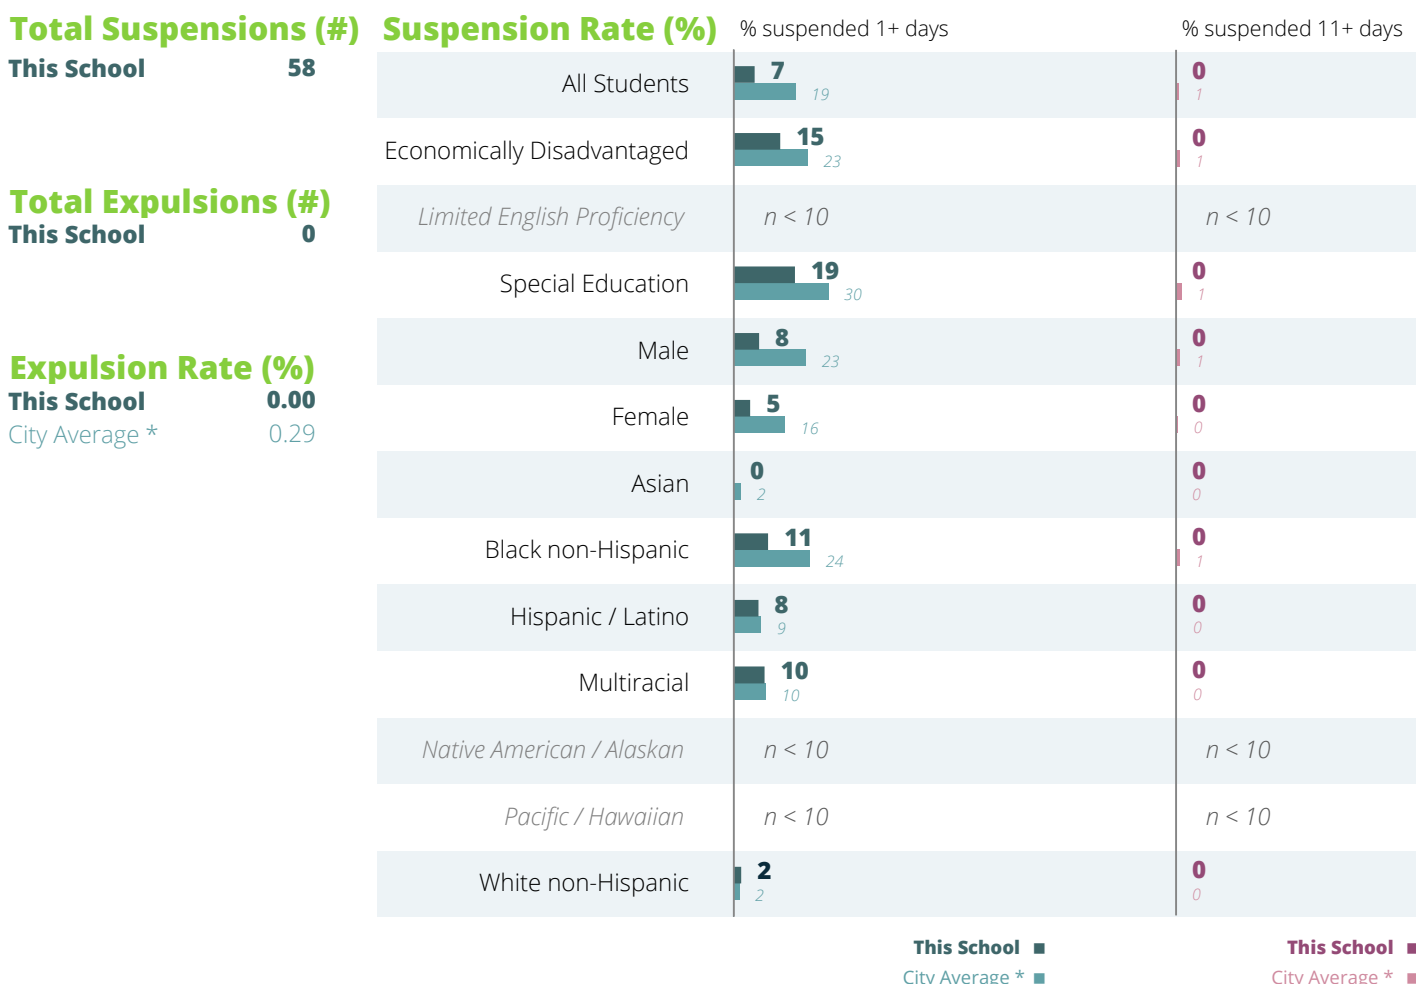 Total Suspensions (#)
This School 58
Total Expulsions (#)
This School 0
Expulsion Rate (%)
This School 0.00
City Average * 0.29
Suspension Rate (%) % suspended 1+ days % suspended 11+ days
All Students 7 0
19 1
Economically Disadvantaged 15 0
23 1
Limited English Proficiency n < 10 n < 10
Special Education 19 0
30 1
Male 8 0
23 1
Female 5 0
16 0
Asian 0 0
2 0
Black non-Hispanic 11 0
24 1
Hispanic / Latino 8 0
9 0
Multiracial 10 0
10 0
Native American / Alaskan n < 10 n < 10
Pacific / Hawaiian n < 10 n < 10
White non-Hispanic 2 0
2 0
This School This School
City Average * City Average *